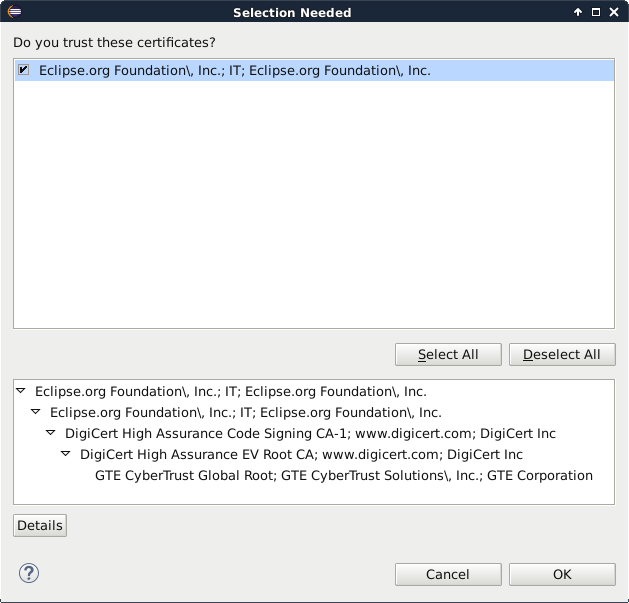 Selection Needed
Do you trust these certificates?
Eclipse.org Foundation\, Inc.; IT; Eclipse.org Foundation\, Inc.
Select All
Deselect All
Eclipse.org Foundation\, Inc.; IT; Eclipse.org Foundation\, Inc.
Eclipse.org Foundation\, Inc.; IT; Eclipse.org Foundation\, Inc.
DigiCert High Assurance Code Signing CA-1; www.digicert.com; DigiCert Inc
DigiCert High Assurance EV Root CA; www.digicert.com; DigiCert Inc
GTE CyberTrust Global Root; GTE CyberTrust Solutions\, Inc.; GTE Corporation
Details
?
Cancel
OK